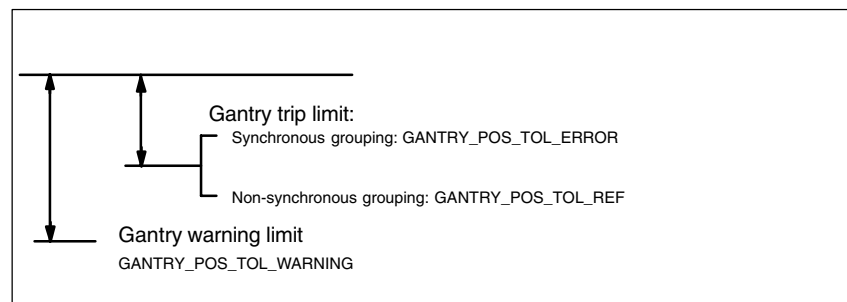 Gantry trip limit:
Synchronous grouping: GANTRY_POS_TOL_ERROR
Non-synchronous grouping: GANTRY_POS_TOL_REF
Gantry warning limit
GANTRY_POS_TOL_WARNING